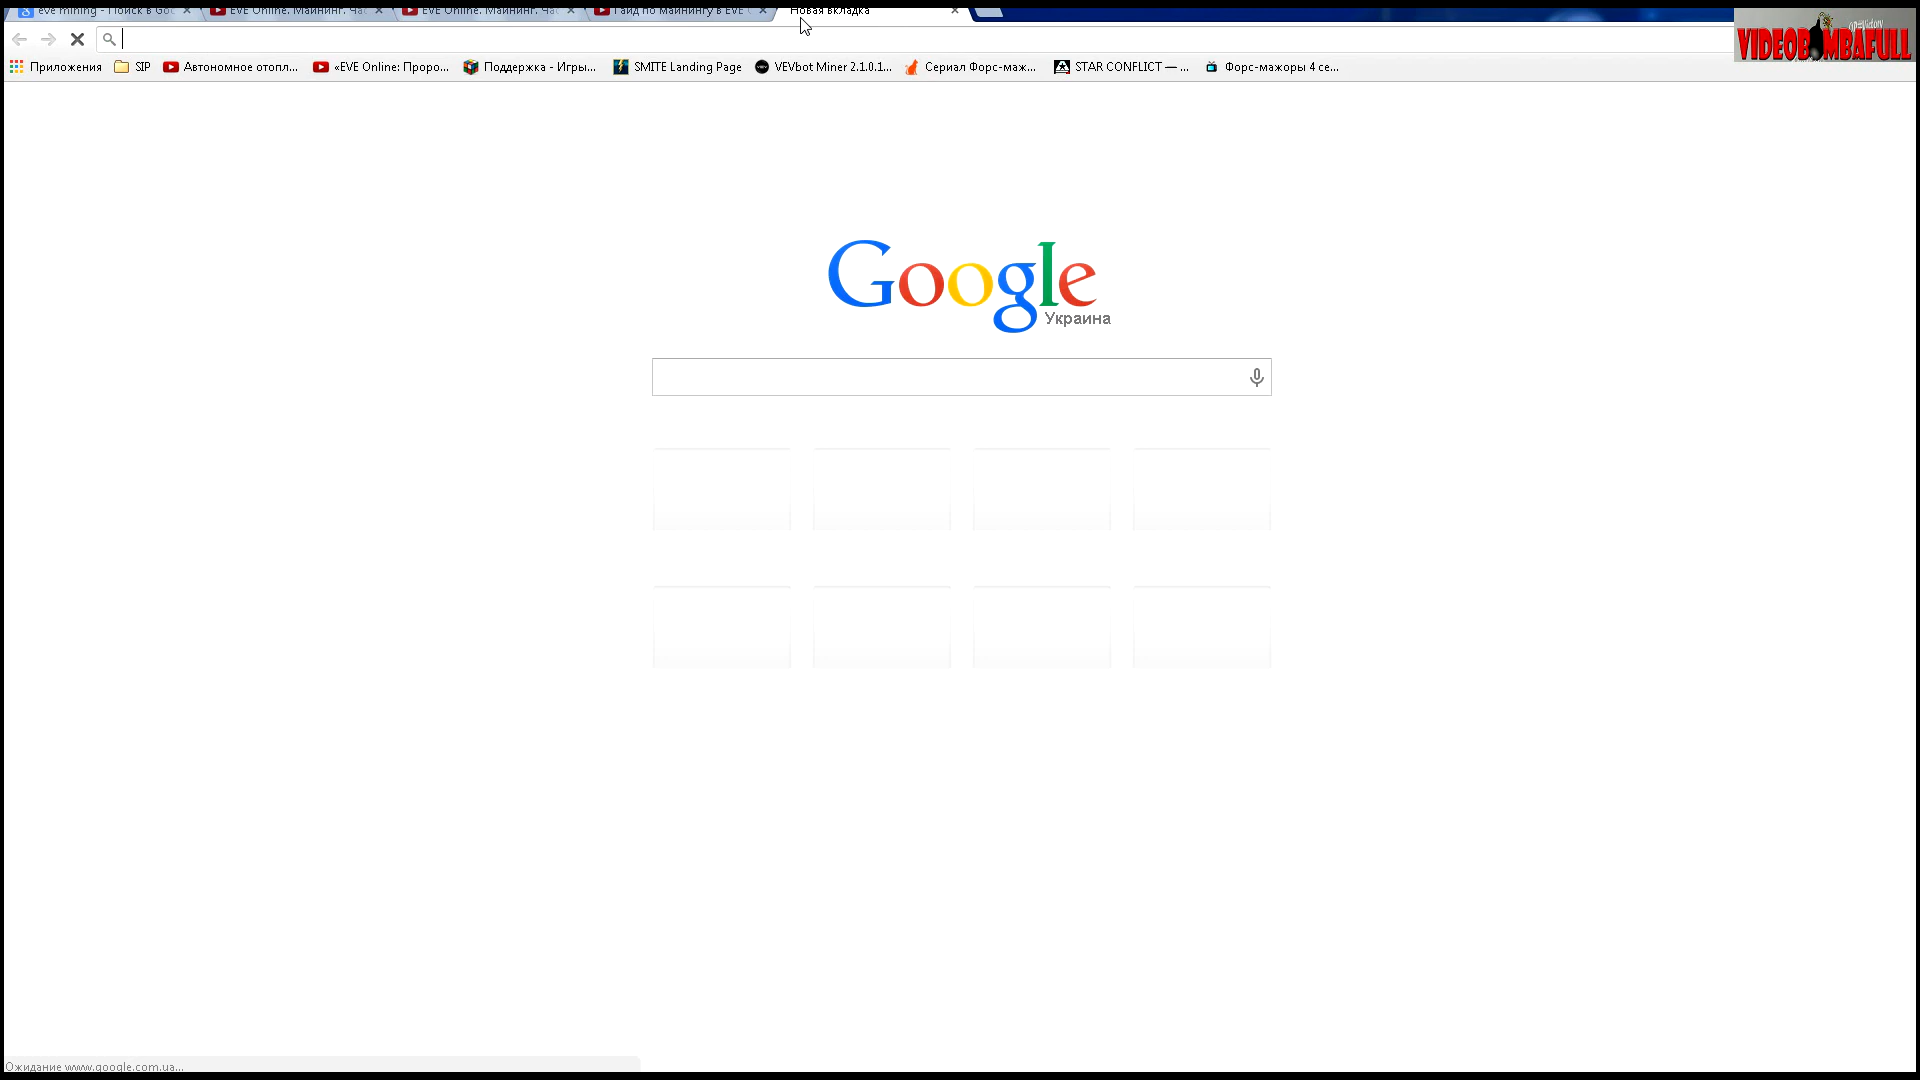 eve mining - Поиск в Goo
EVE Online. Майнинг. Час
EVE Online. Майнинг. Час
Гайд по майнингу в EVE
Новая вкладка
VIDEOBOMBAFULL
Приложения
SIP
Автономное отопл...
«EVE Online: Проро...
Поддержка - Игры...
SMITE Landing Page
VEVbot Miner 2.1.0.1...
Сериал Форс-маж...
STAR CONFLICT — ...
Форс-мажоры 4 се...
Google
Украина
Ожидание www.google.com.ua...